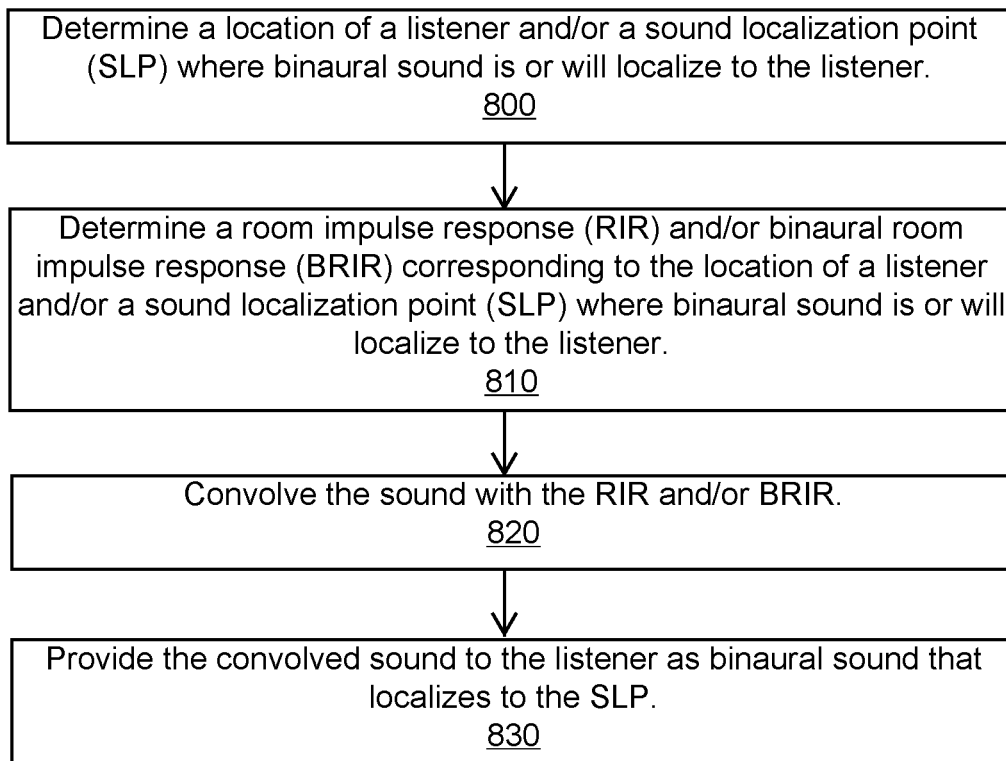 Determine a location of a listener and/or a sound localization point
(SLP) where binaural sound is or will localize to the listener.
800
Determine a room impulse response (RIR) and/or binaural room
impulse response (BRIR) corresponding to the location of a listener
and/or a sound localization point (SLP) where binaural sound is or will
localize to the listener.
810
Convolve the sound with the RIR and/or BRIR.
820
Provide the convolved sound to the listener as binaural sound that
localizes to the SLP.
830